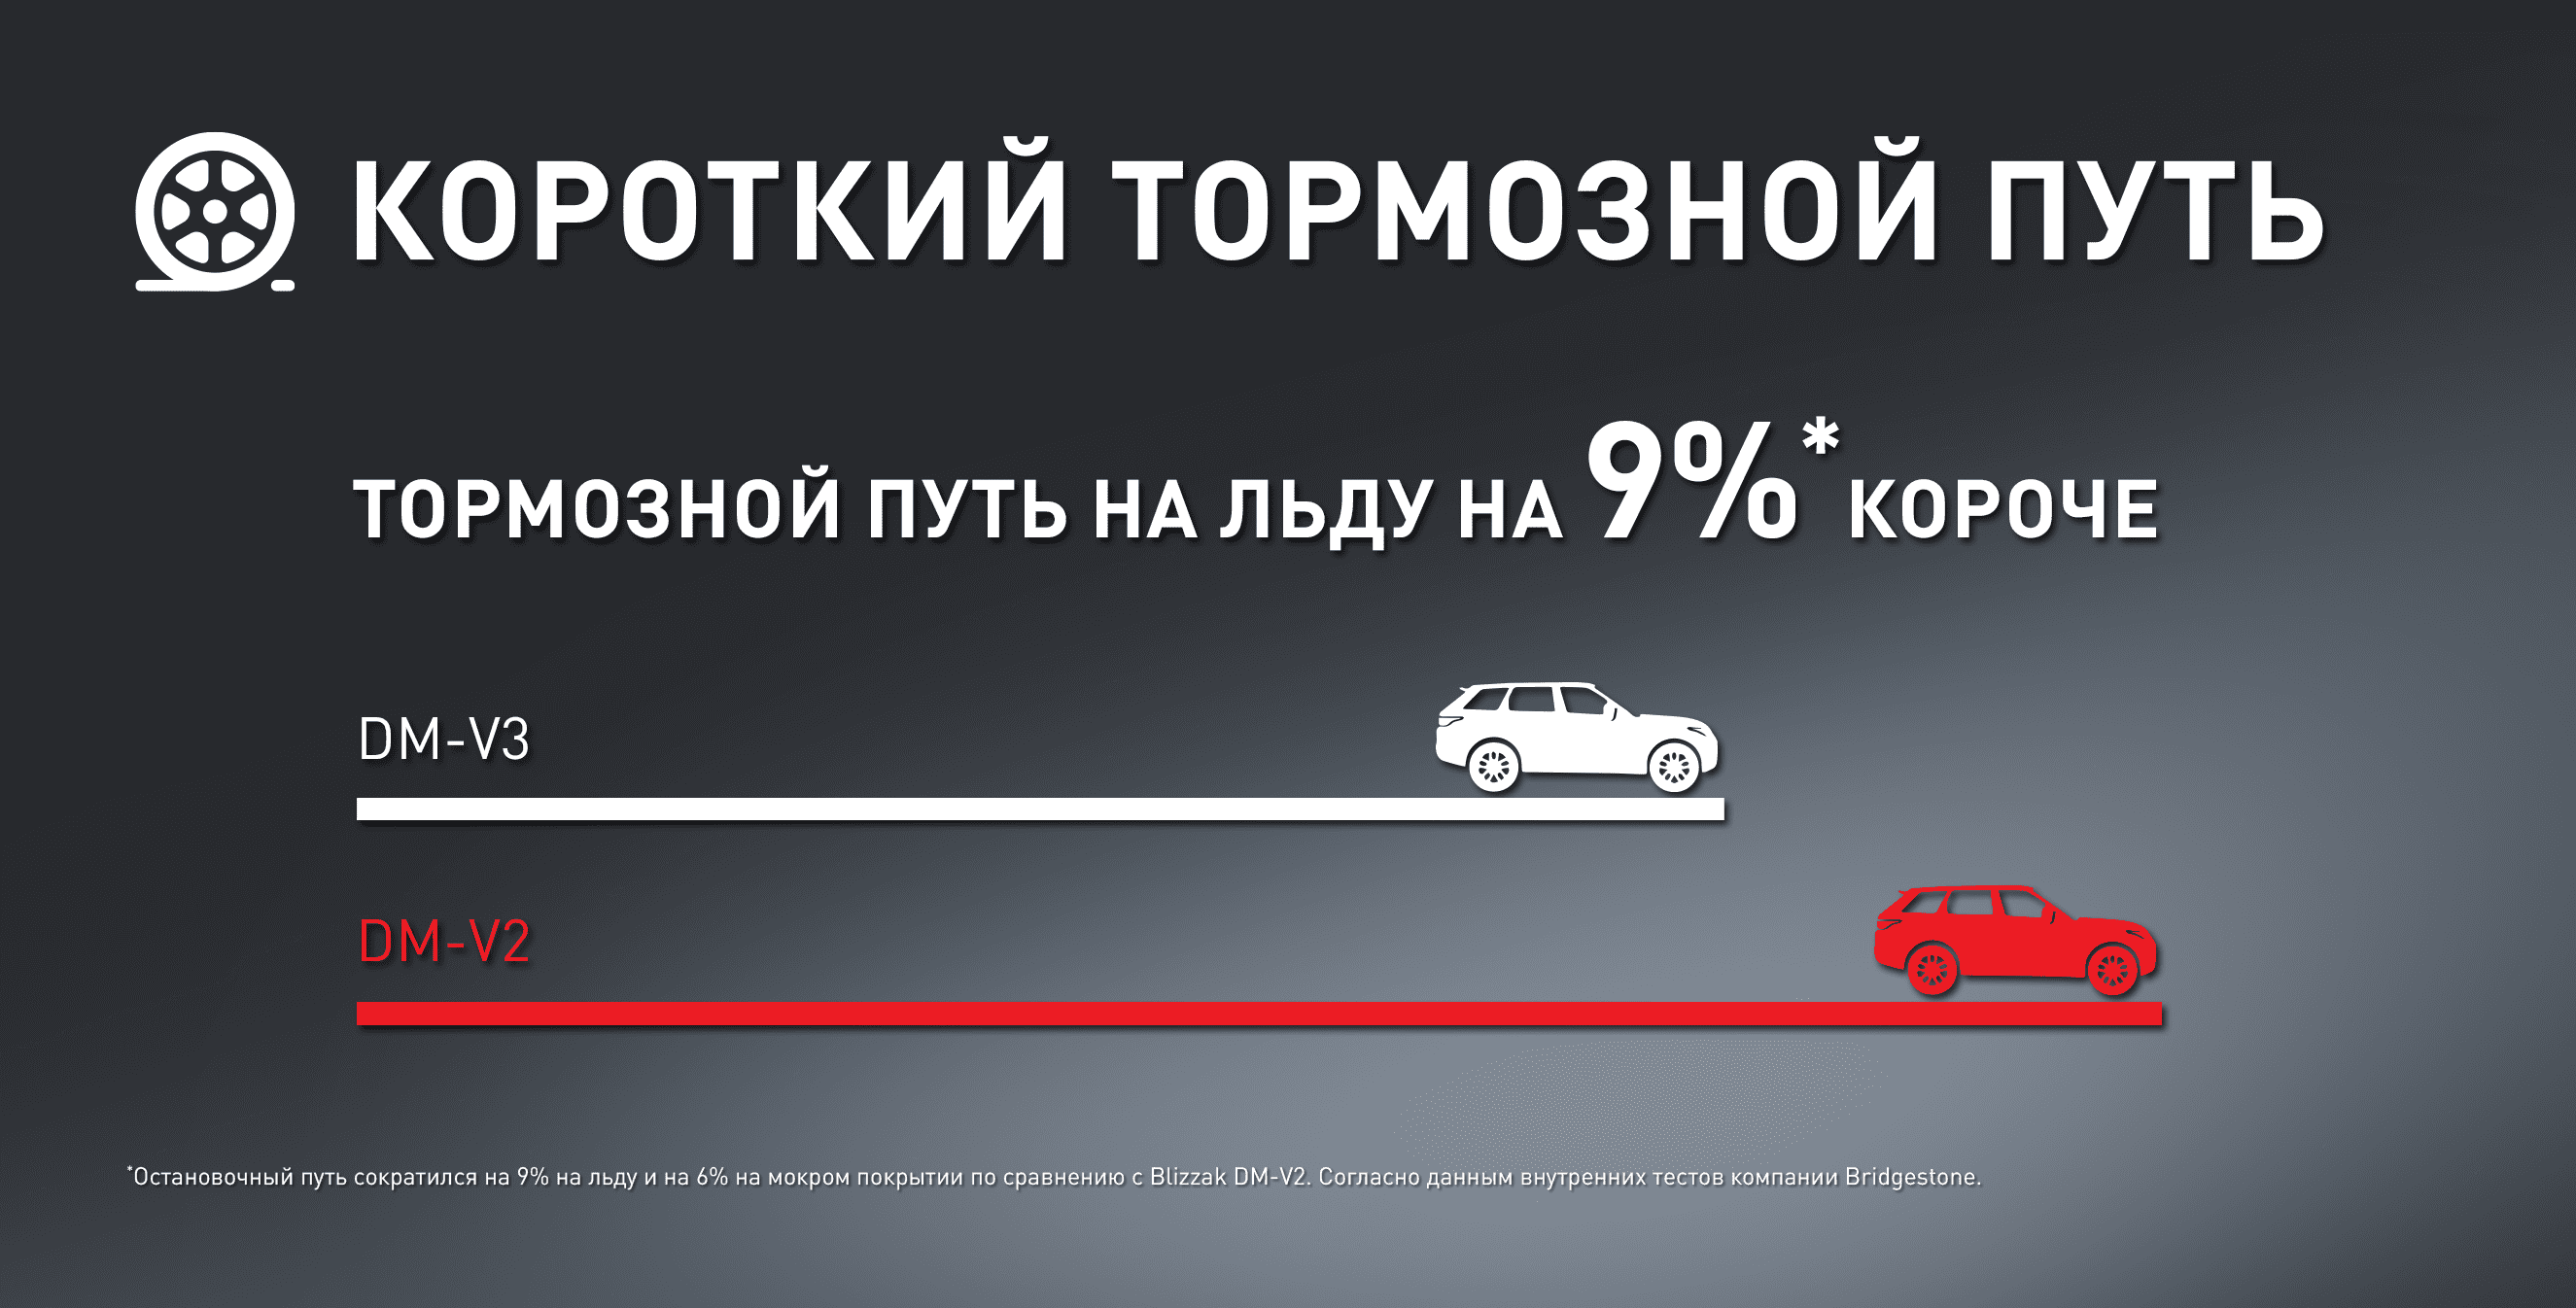 КОРОТКИЙ ТОРМОЗНОЙ ПУТЬ
ТОРМОЗНОЙ ПУТЬ НА ЛЬДУ НА 9%* КОРОЧЕ
DM-V3
DM-V2
*Остановочный путь сократился на 9% на льду и на 6% на мокром покрытии по сравнению с Blizzak DM-V2. Согласно данным внутренних тестов компании Bridgestone.